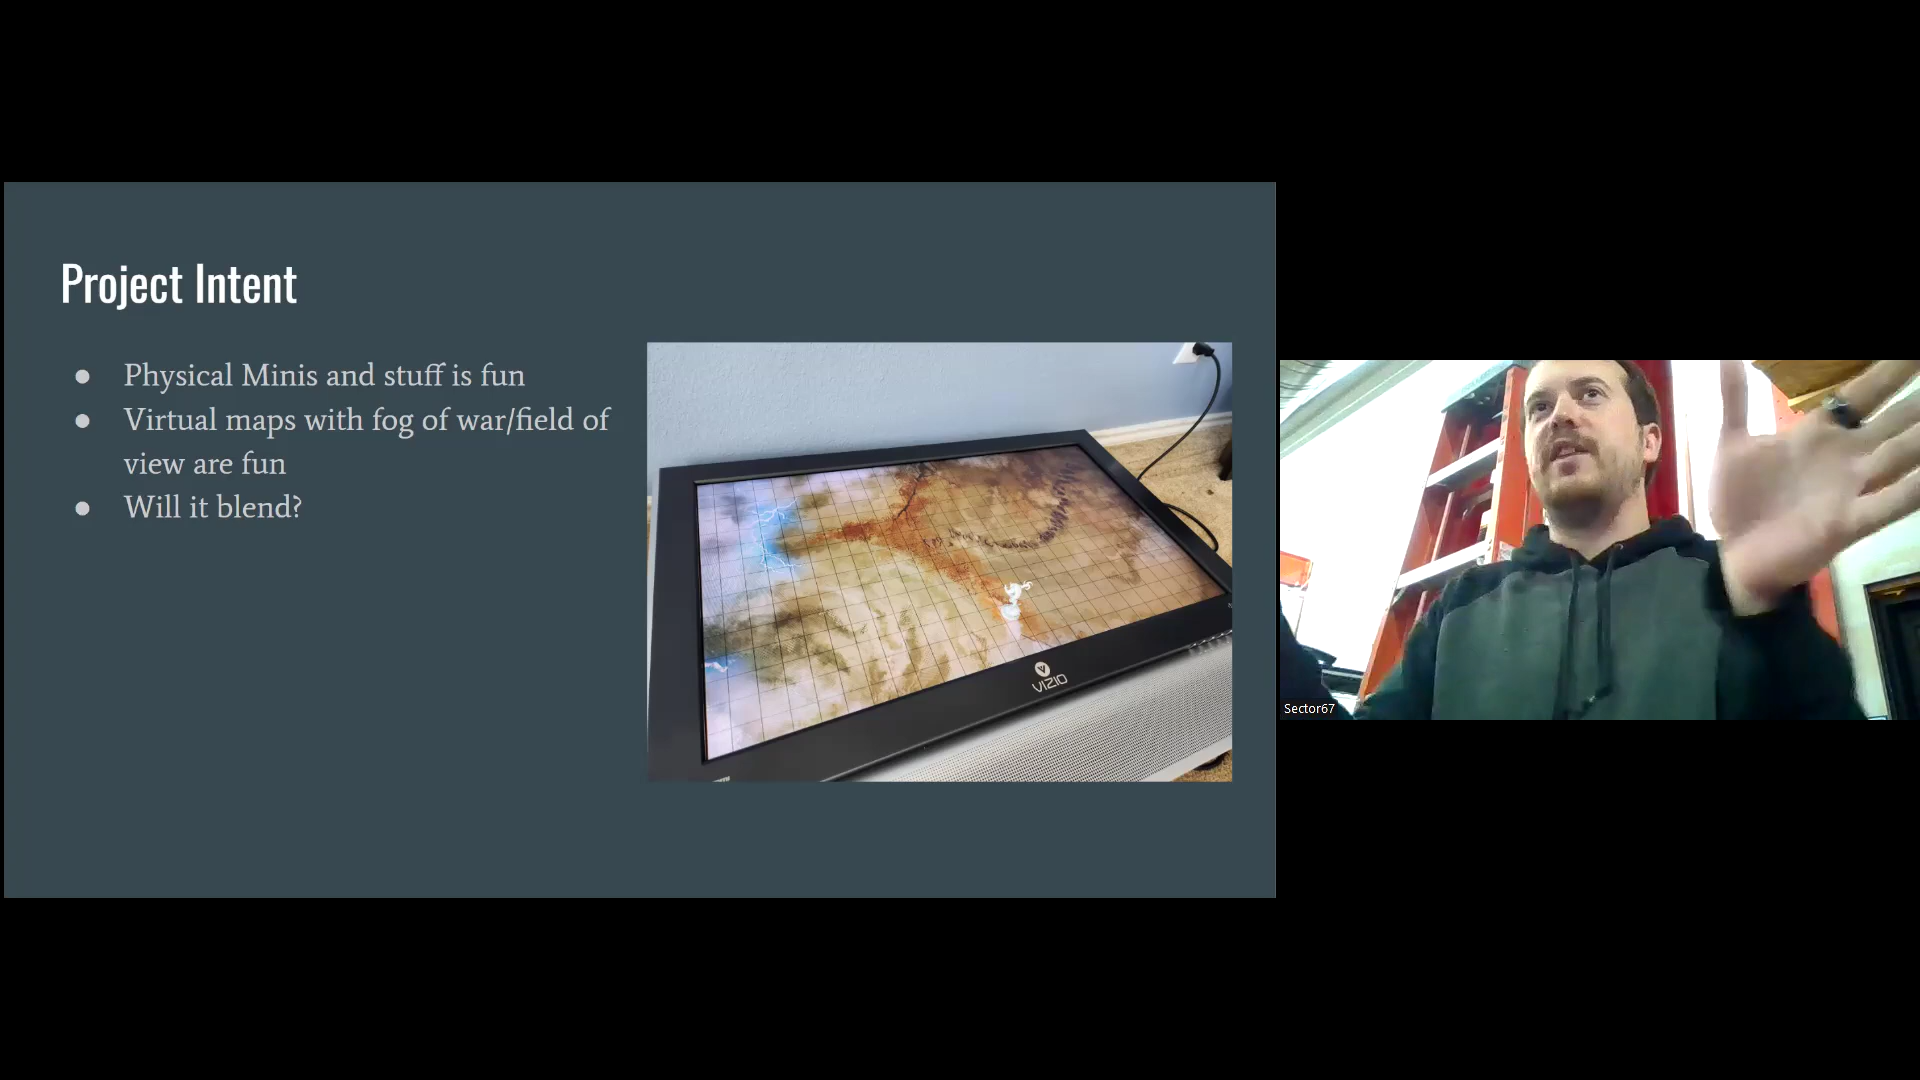 Project Intent
● Physical Minis and stuff is fun
● Virtual maps with fog of war/field of
view are fun
● Will it blend?
V
VIZIO
Sector67